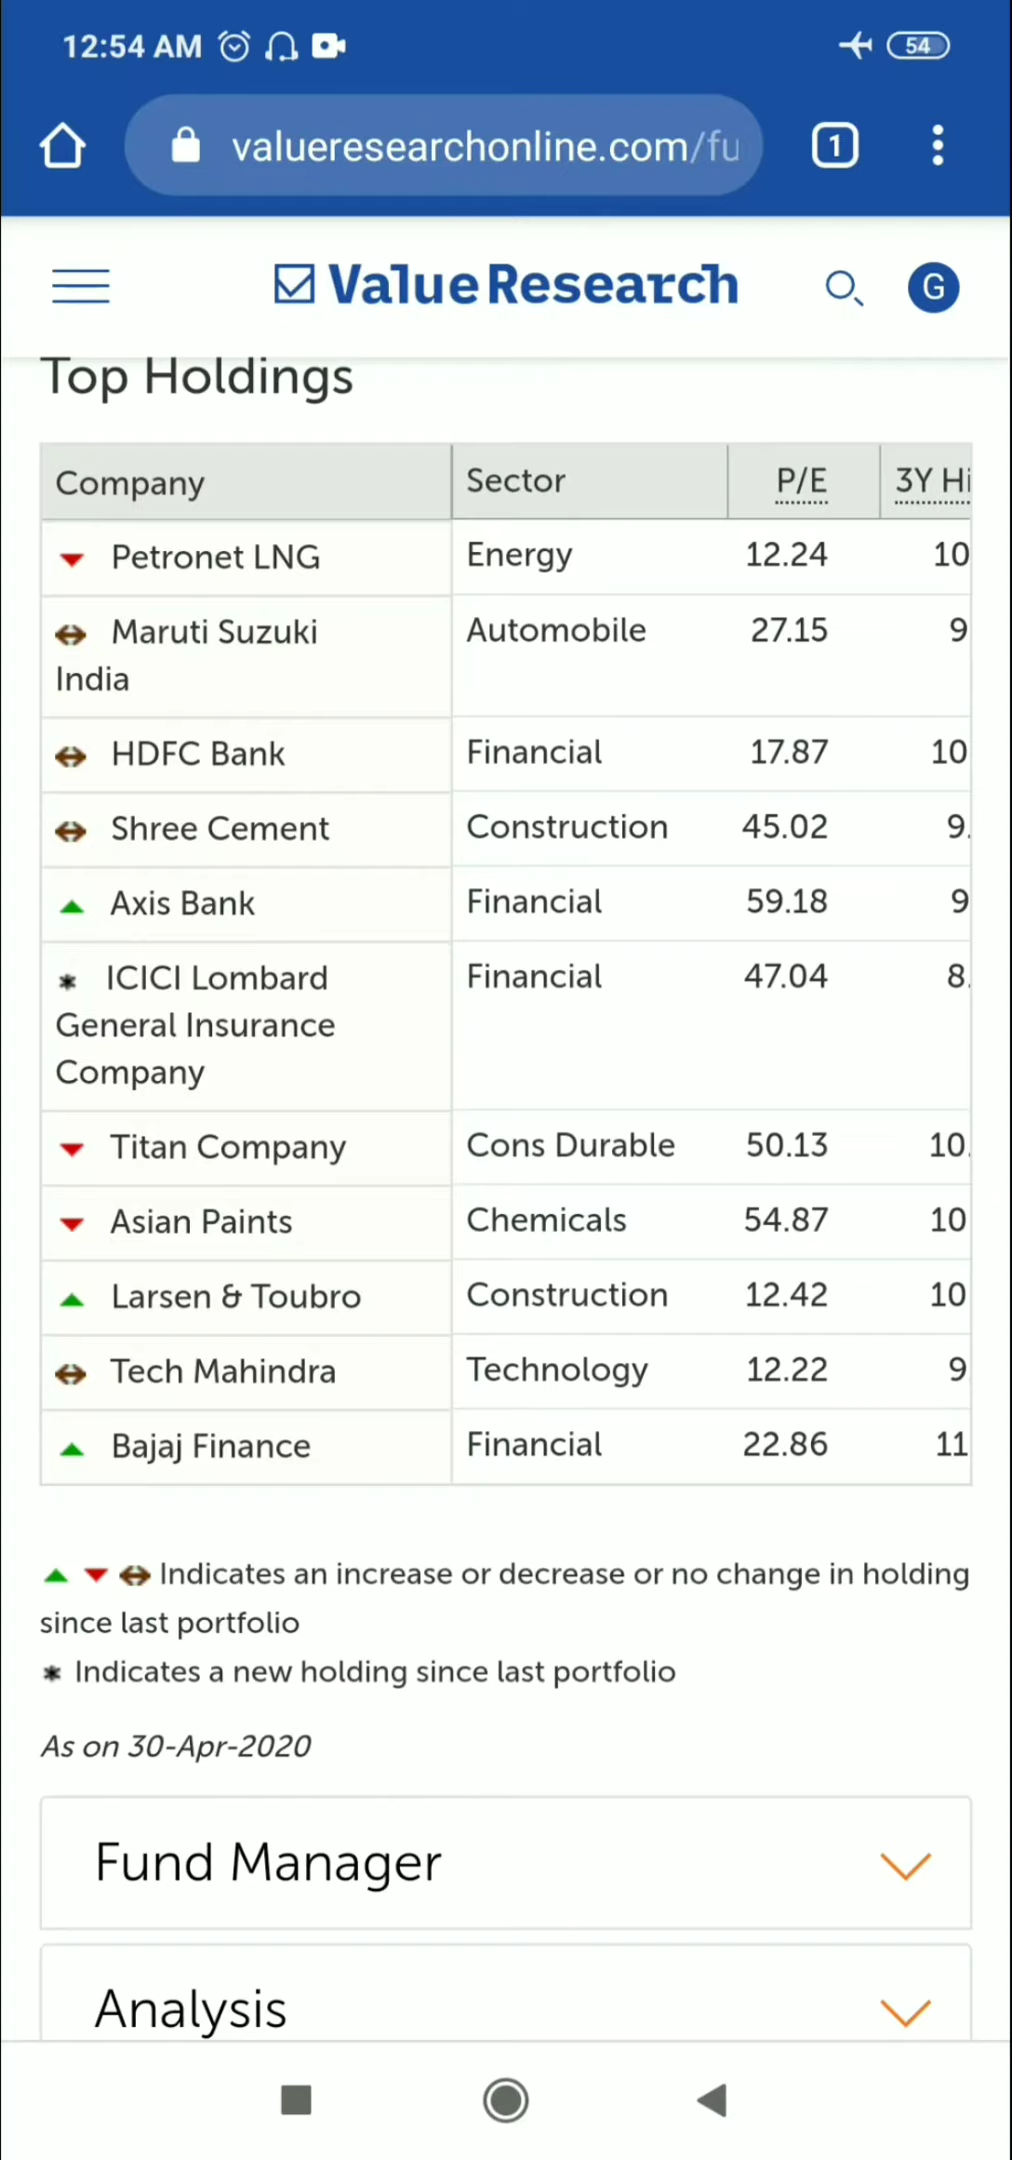 12:54 AM
54
valueresearchonline.com/fu
1
Value Research
G
Top Holdings
Company Sector P/E 3Y Hi
Petronet LNG Energy 12.24 10
Maruti Suzuki Automobile 27.15 9
India
HDFC Bank Financial 17.87 10
Shree Cement Construction 45.02 9.
Axis Bank Financial 59.18 9
* ICICI Lombard Financial 47.04 8.
General Insurance
Company
Titan Company Cons Durable 50.13 10.
Asian Paints Chemicals 54.87 10
Larsen & Toubro Construction 12.42 10
Tech Mahindra Technology 12.22 9
Bajaj Finance Financial 22.86 11
Indicates an increase or decrease or no change in holding
since last portfolio
* Indicates a new holding since last portfolio
As on 30-Apr-2020
Fund Manager
Analysis